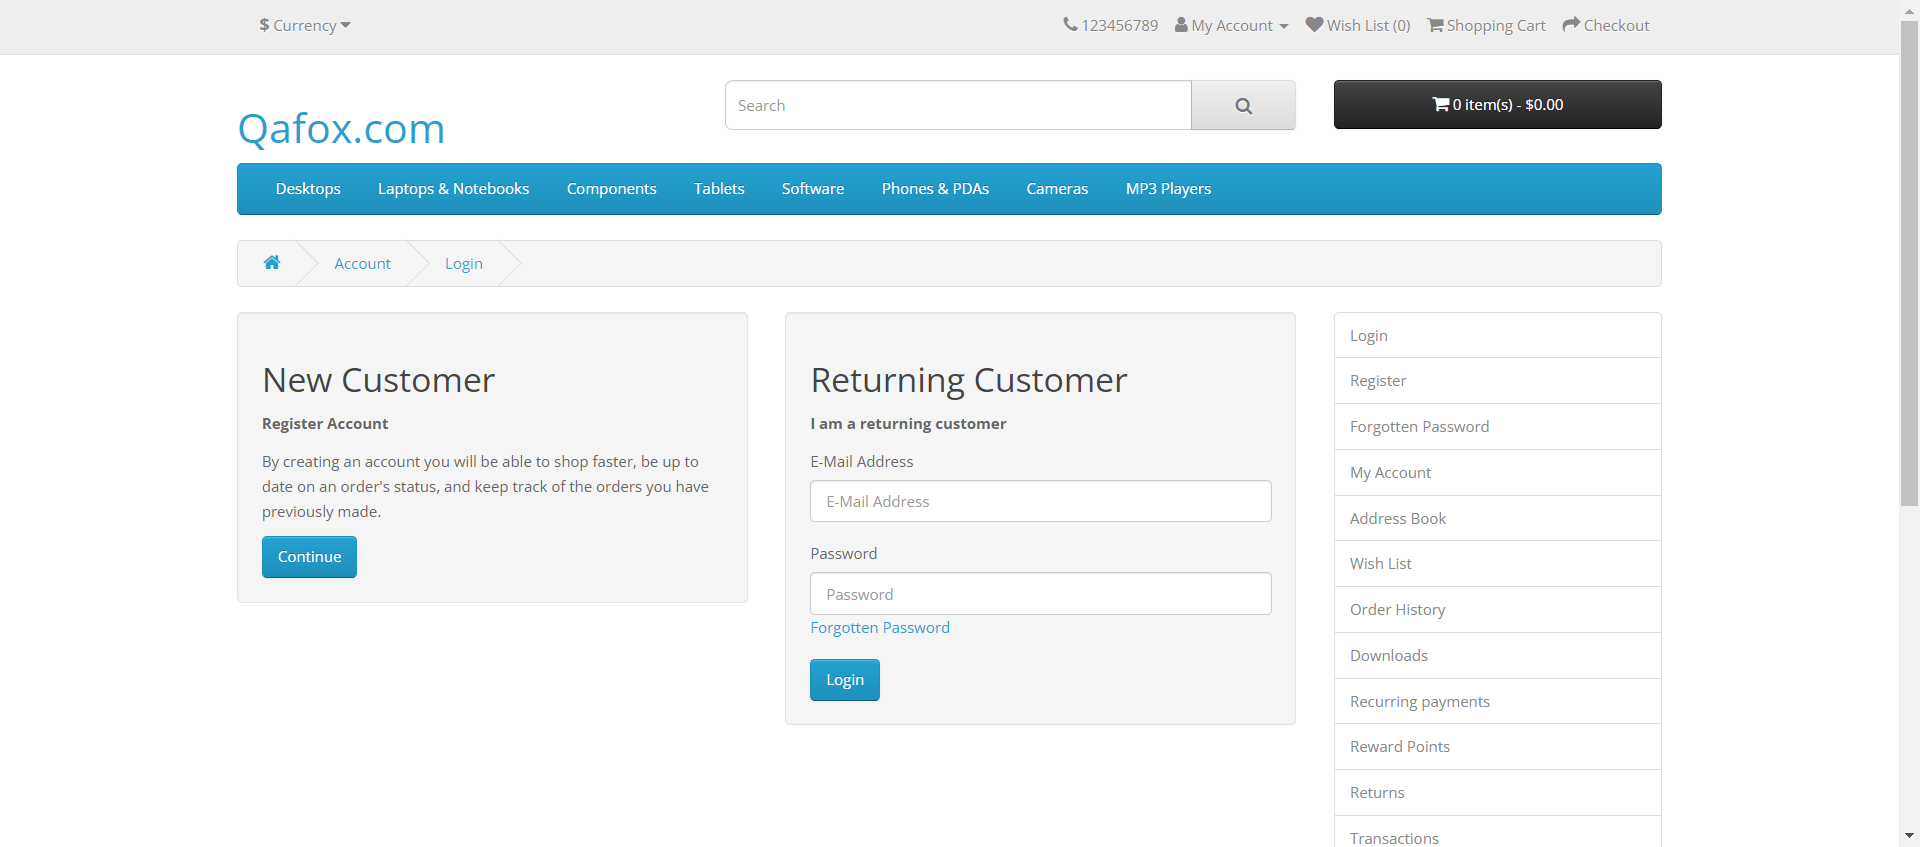 $ Currency
123456789 My Account Wish List (0) Shopping Cart Checkout
Search
0 item(s) - $0.00
Qafox.com
Desktops Laptops & Notebooks Components Tablets Software Phones & PDAs Cameras MP3 Players
Account Login
New Customer
Register Account
By creating an account you will be able to shop faster, be up to
date on an order's status, and keep track of the orders you have
previously made.
Continue
Returning Customer
I am a returning customer
E-Mail Address
E-Mail Address
Password
Password
Forgotten Password
Login
Login
Register
Forgotten Password
My Account
Address Book
Wish List
Order History
Downloads
Recurring payments
Reward Points
Returns
Transactions